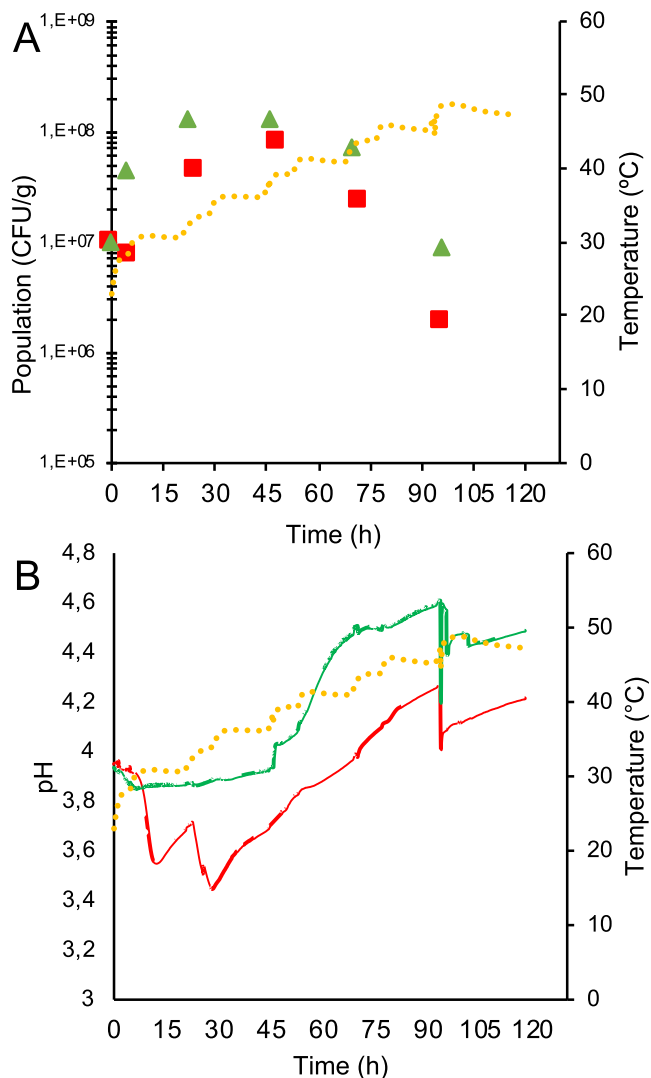 A
1,E+09
1,E+08
1,E+07
1,E+06
1,E+05
Population (CFU/g)
60
50
40
30
20
10
0
Temperature (ºC)
0 15 30 45 60 75 90 105 120
Time (h)
B
4,8
4,6
4,4
4,2
4
3,8
3,6
3,4
3,2
3
pH
60
50
40
30
20
10
0
Temperature (°C)
0 15 30 45 60 75 90 105 120
Time (h)